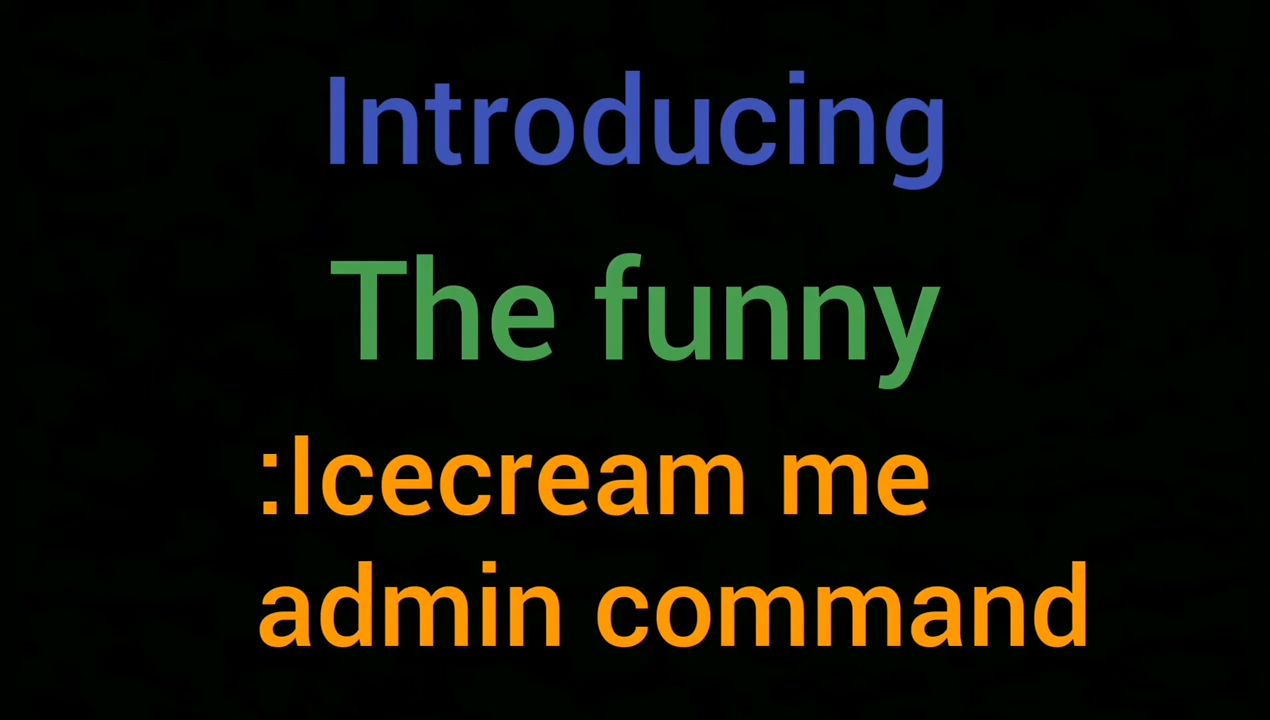 Introducing
The funny
:Icecream me
admin command